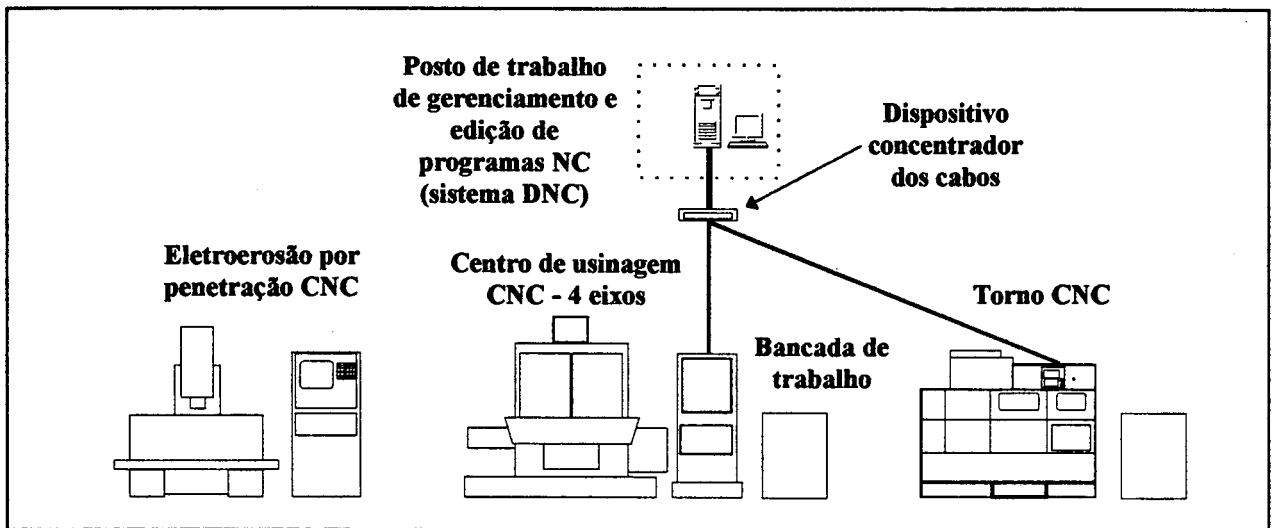 Posto de trabalho
de gerenciamento e
edição de
programas NC
(sistema DNC)
Dispositivo
concentrador
dos cabos
Eletroerosão por
penetração CNC
Centro de usinagem
CNC - 4 eixos
Bancada de
trabalho
Torno CNC